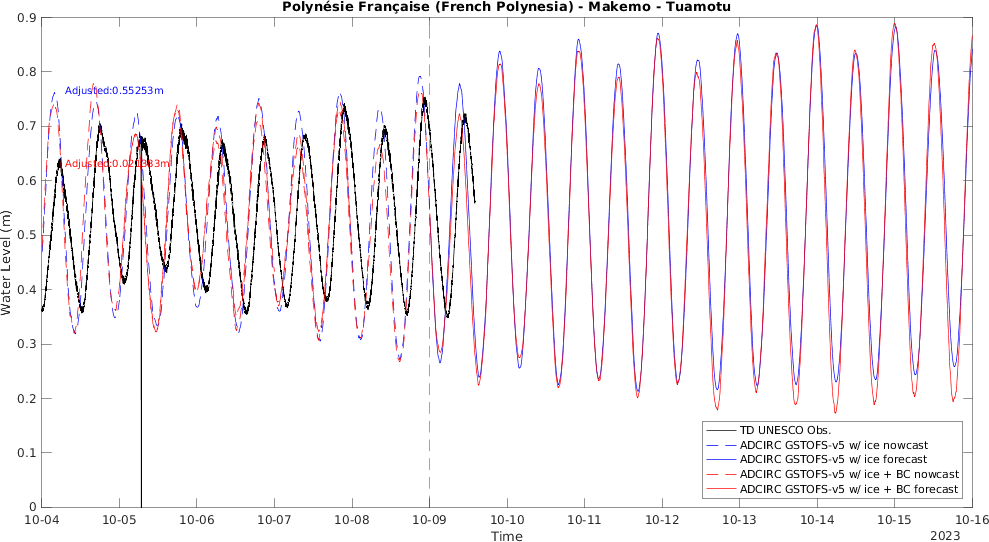 Polynésie Française (French Polynesia) - Makemo - Tuamotu
0.9
0.8
0.7
0.6
0.5
0.4
0.3
0.2
0.1
0
Water Level (m)
Adjusted:0.55253m
TD UNESCO Obs.
ADCIRC GSTOFS-v5 w/ ice nowcast
ADCIRC GSTOFS-v5 w/ ice forecast
ADCIRC GSTOFS-v5 w/ ice + BC nowcast
ADCIRC GSTOFS-v5 w/ ice + BC forecast
10-04 10-05 10-06 10-07 10-08 10-09 10-10 10-11 10-12 10-13 10-14 10-15 10-16
Time
2023